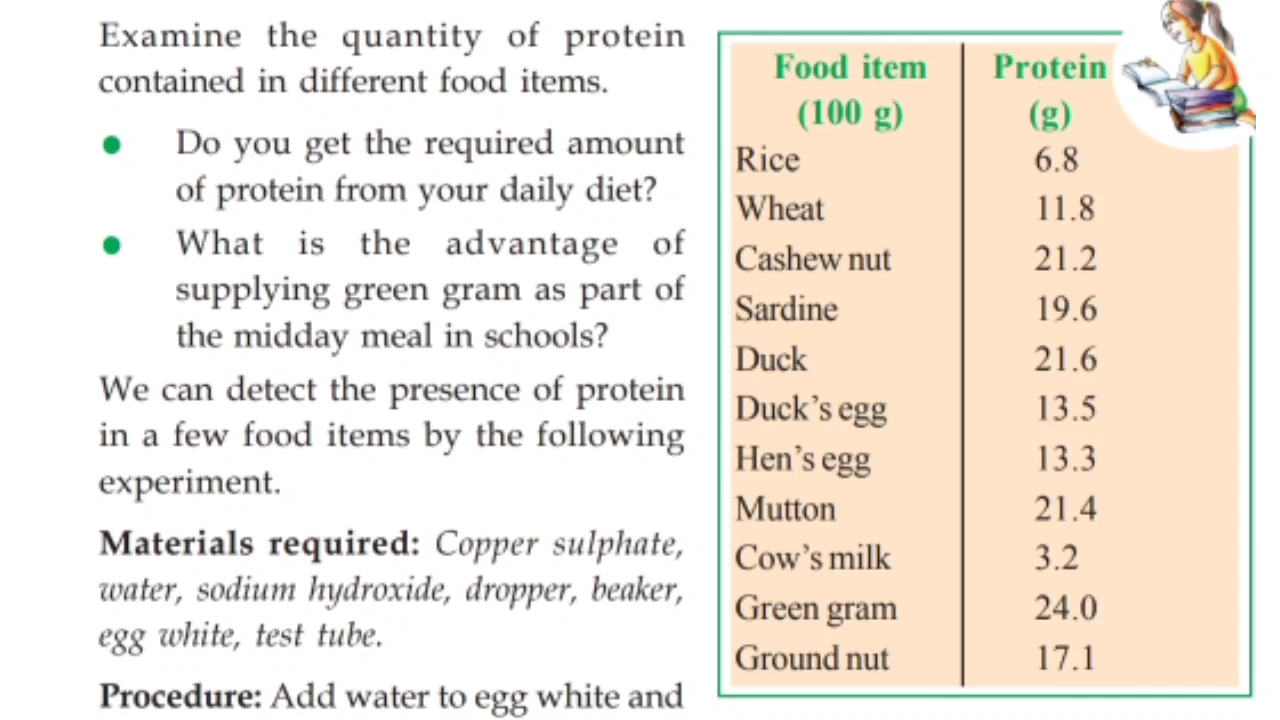 Examine the quantity of protein
contained in different food items.
● Do you get the required amount
of protein from your daily diet?
● What is the advantage of
supplying green gram as part of
the midday meal in schools?
We can detect the presence of protein
in a few food items by the following
experiment.
Materials required: Copper sulphate,
water, sodium hydroxide, dropper, beaker,
egg white, test tube.
Procedure: Add water to egg white and
Food item Protein
(100 g) (g)
Rice 6.8
Wheat 11.8
Cashew nut 21.2
Sardine 19.6
Duck 21.6
Duck’s egg 13.5
Hen’s egg 13.3
Mutton 21.4
Cow’s milk 3.2
Green gram 24.0
Ground nut 17.1